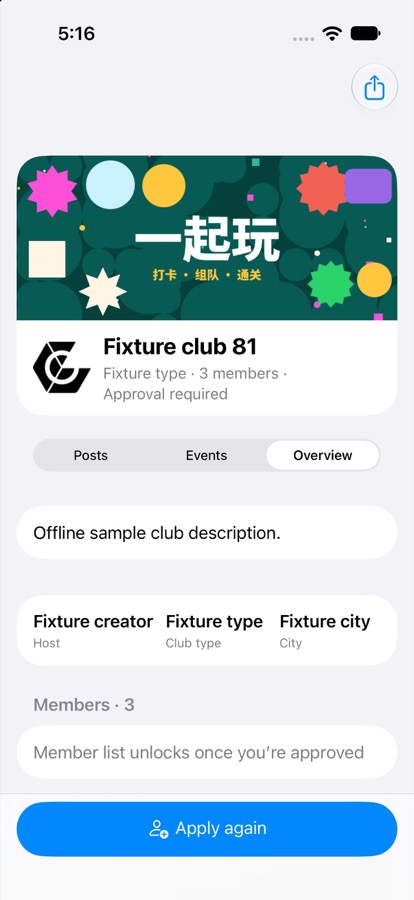 5:16
一起玩
打卡 • 组队 • 通关
Fixture club 81
Fixture type · 3 members ·
Approval required
Posts
Events
Overview
Offline sample club description.
Fixture creator
Fixture type
Fixture city
Host
Club type
City
Members · 3
Member list unlocks once you’re approved
Apply again